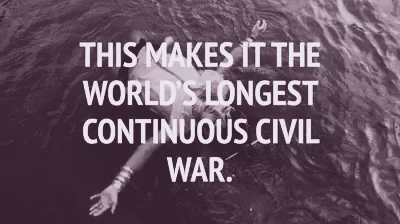 THIS MAKES IT THE
WORLD'S LONGEST
CONTINUOUS CIVIL
WAR.